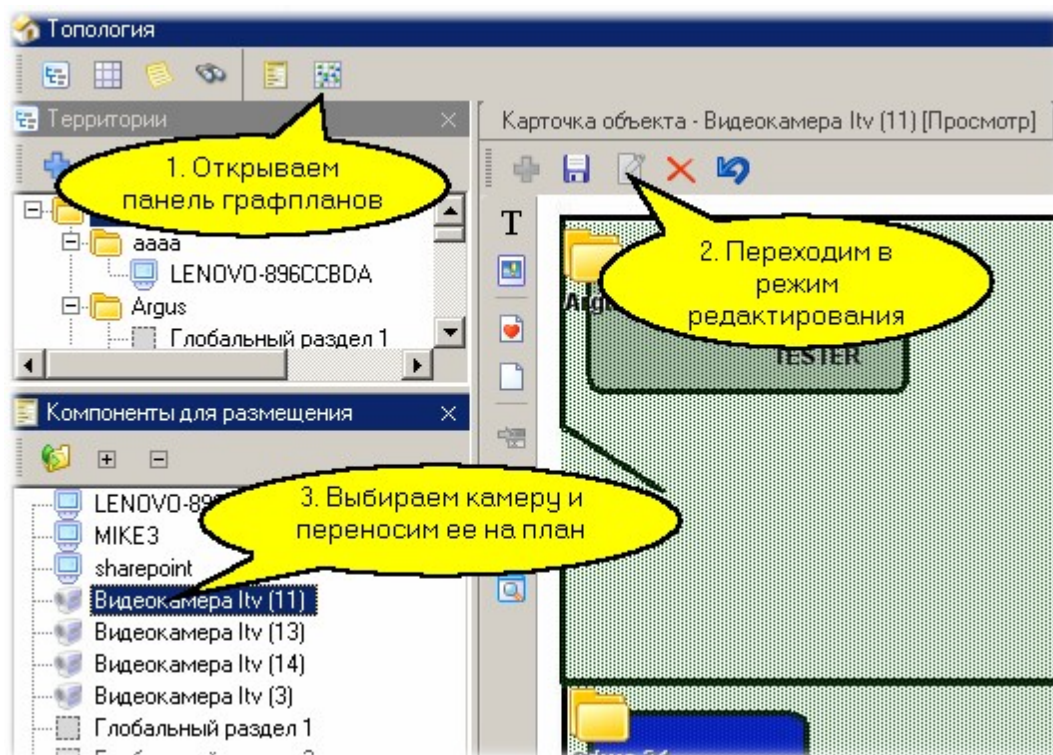 Топология
Территории
Карточка объекта - Видеокамера Itv (11) [Просмотр]
1. Открываем
панель графпланов
2. Переходим в
режим
редактирования
aaaa
LENOVO-896CCBDA
Argus
Глобальный раздел 1
T
TESTER
Компоненты для размещения
3. Выбираем камеру и
переносим ее на план
MIKE3
sharepoint
Видеокамера Itv (11)
Видеокамера Itv (13)
Видеокамера Itv (14)
Видеокамера Itv (3)
Глобальный раздел 1